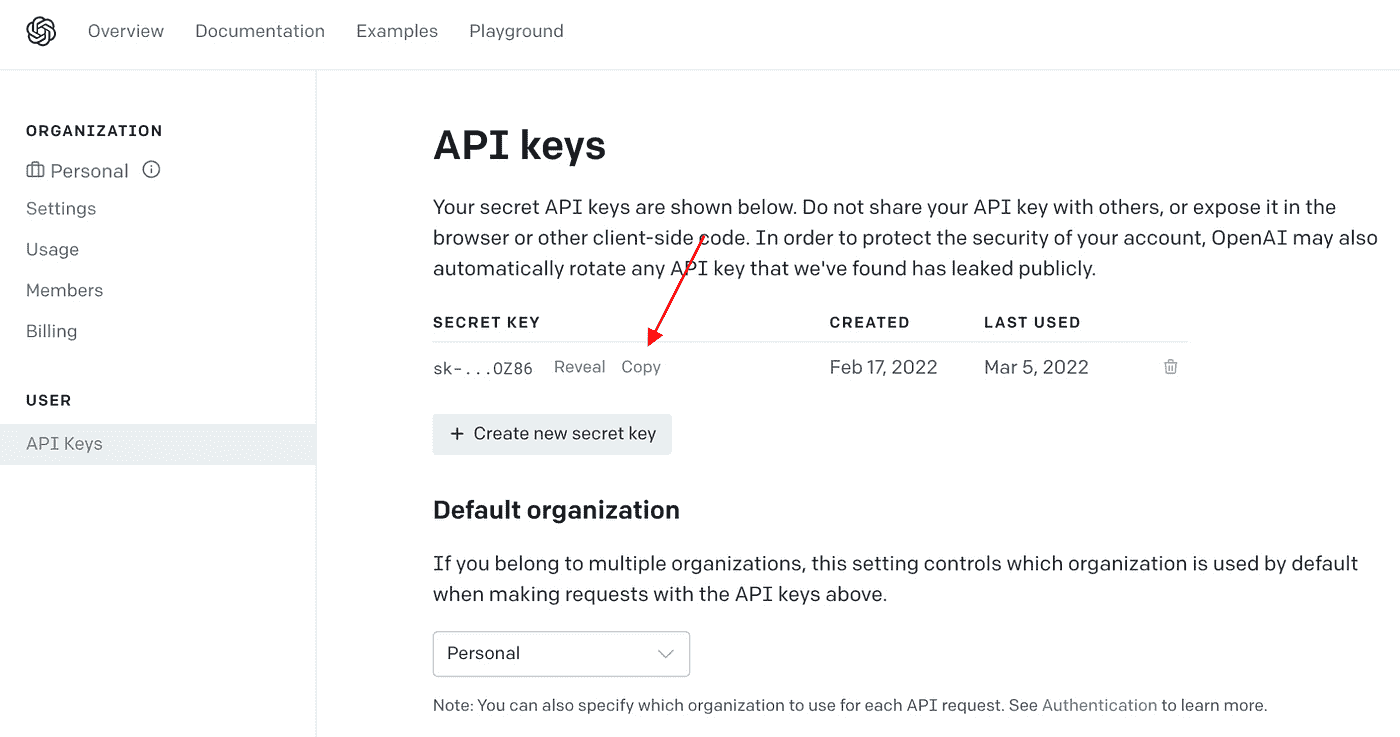 Overview Documentation Examples Playground
ORGANIZATION
Personal
Settings
Usage
Members
Billing
USER
API Keys
API keys
Your secret API keys are shown below. Do not share your API key with others, or expose it in the
browser or other client-side code. In order to protect the security of your account, OpenAI may also
automatically rotate any API key that we've found has leaked publicly.
SECRET KEY CREATED LAST USED
sk-...OZ86 Reveal Copy Feb 17, 2022 Mar 5, 2022
+ Create new secret key
Default organization
If you belong to multiple organizations, this setting controls which organization is used by default
when making requests with the API keys above.
Personal
Note: You can also specify which organization to use for each API request. See Authentication to learn more.